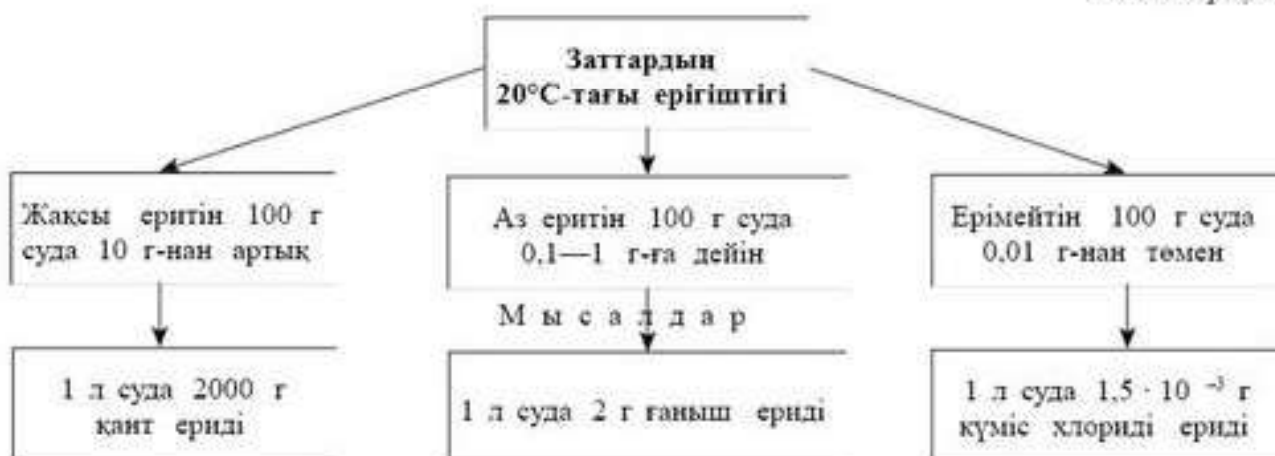 Заттардың
20°С-тағы ерігіштігі
Жақсы еритін 100 г
суда 10 г-нан артық
Аз еритін 100 г суда
0,1—1 г-ға дейін
Ерімейтін 100 г суда
0,01 г-нан төмен
Мысалдар
1 л суда 2000 г
қант ериді
1 л суда 2 г ғаныш ериді
1 л суда 1,5 · 10 ⁻³ г
күміс хлориді ериді